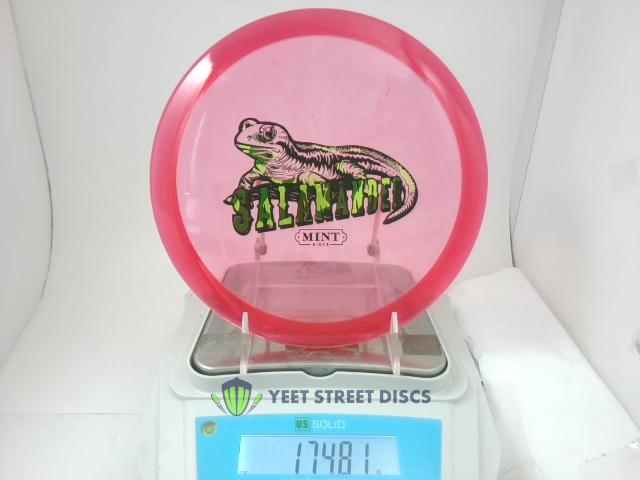 SALAMANDER
MINT
DISCS
YEET STREET DISCS
US SOLID
174.81 g